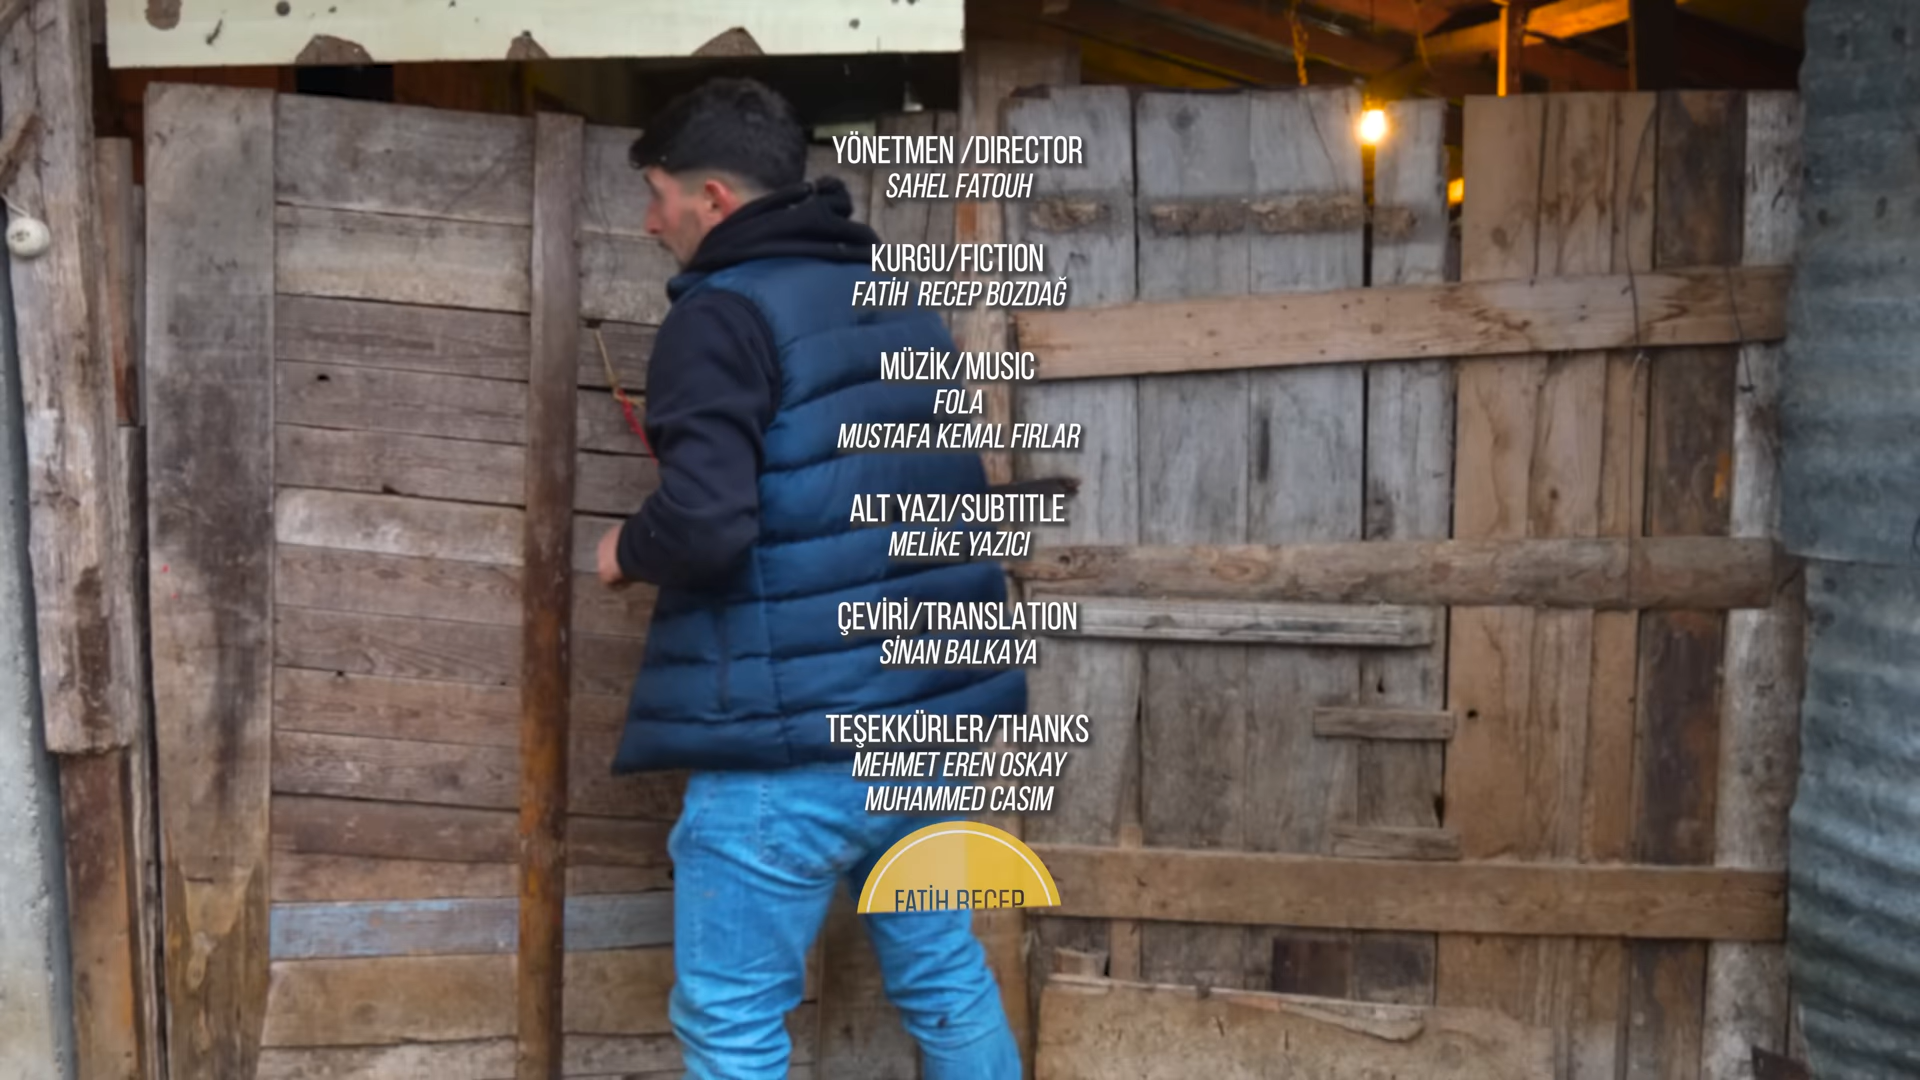 YÖNETMEN /DIRECTOR
SAHEL FATOUH
KURGU/FICTION
FATİH RECEP BOZDAĞ
MÜZİK/MUSIC
FOLA
MUSTAFA KEMAL FIRLAR
ALT YAZI/SUBTITLE
MELİKE YAZICI
ÇEVİRİ/TRANSLATION
SİNAN BALKAYA
TEŞEKKÜRLER/THANKS
MEHMET EREN OSKAY
MUHAMMED CASIM
FATİH RECEP